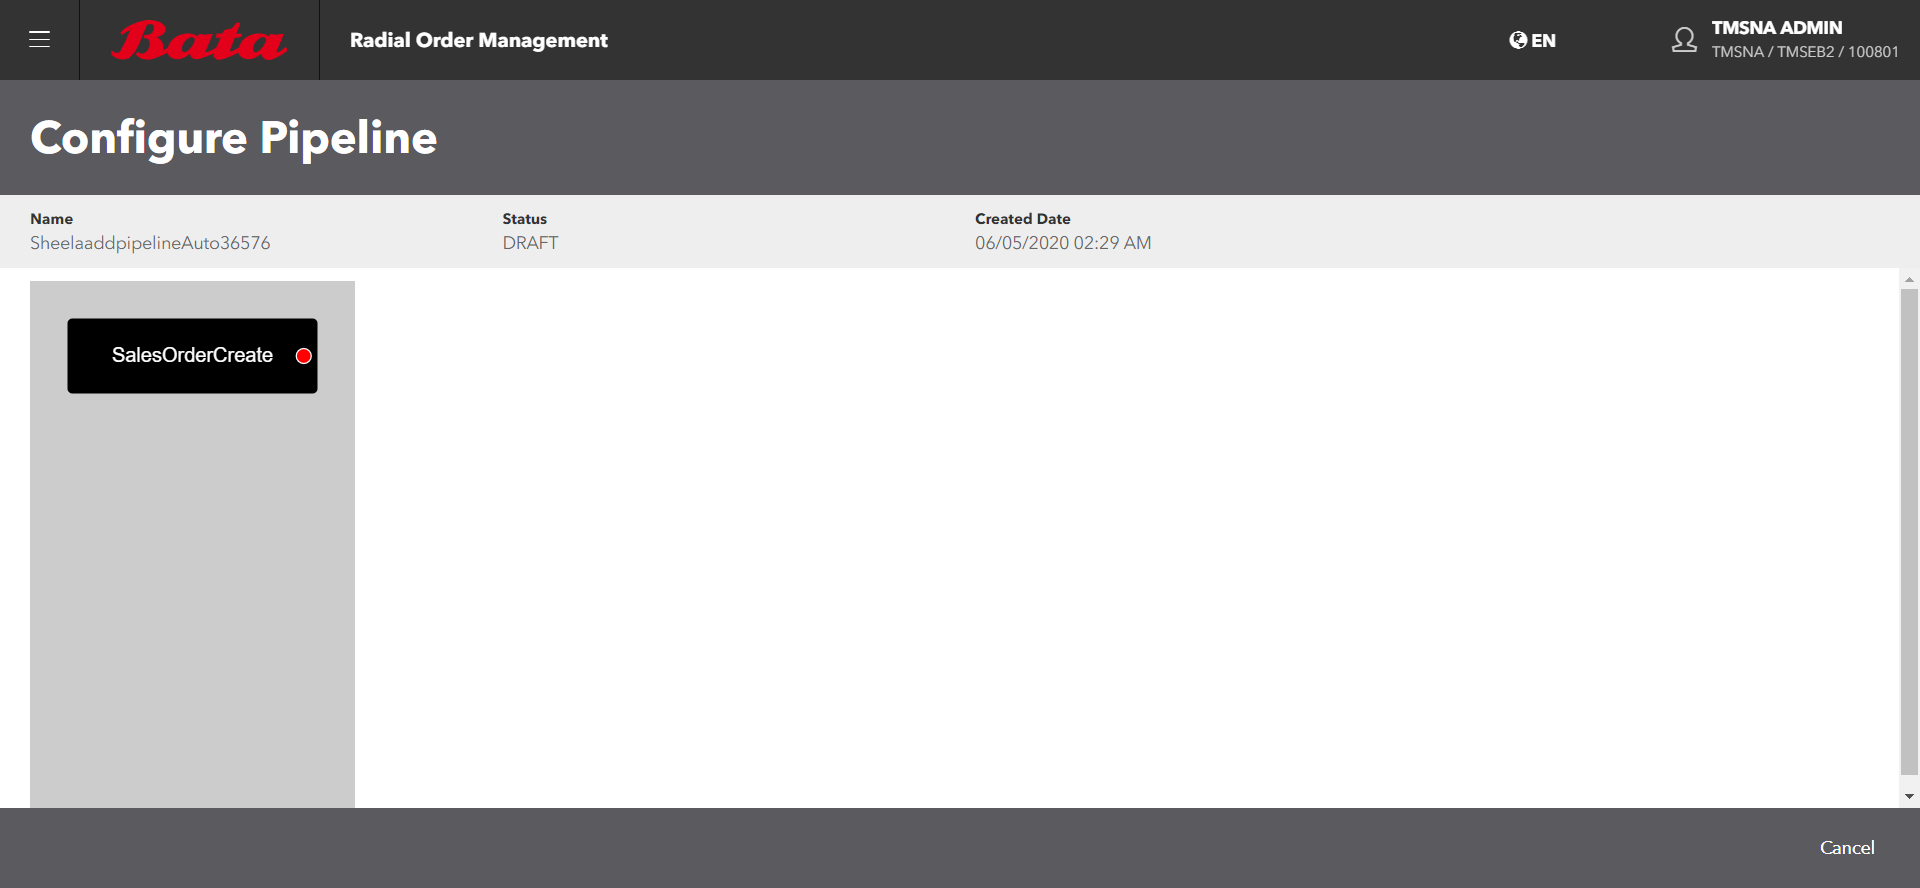 Bata
Radial Order Management
EN
TMSNA ADMIN
TMSNA / TMSEB2 / 100801
Configure Pipeline
Name
SheelaaddpipelineAuto36576
Status
DRAFT
Created Date
06/05/2020 02:29 AM
SalesOrderCreate
Cancel